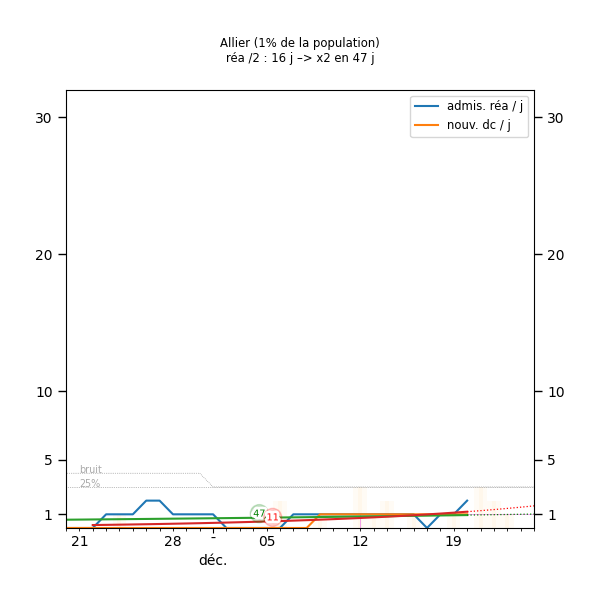 Allier (1% de la population)
réa /2 : 16 j –> x2 en 47 j
admis. réa / j
nouv. dc / j
30 30
20 20
10 10
5 5
bruit
25%
47 11
1 1
21 28 - 05 12 19
déc.